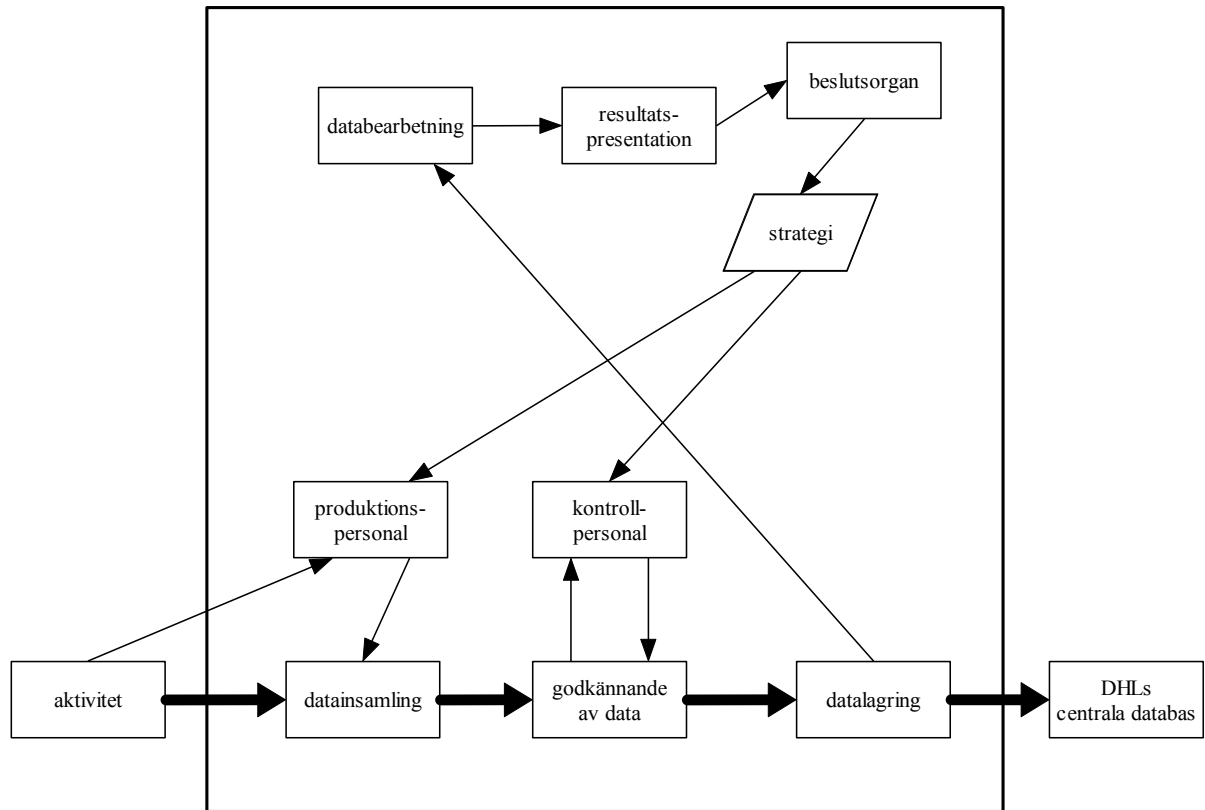 beslutsorgan
databearbetning
resultats-
presentation
strategi
produktions-
personal
kontroll-
personal
aktivitet
datainsamling
godkännande
av data
datalagring
DHLs
centrala databas